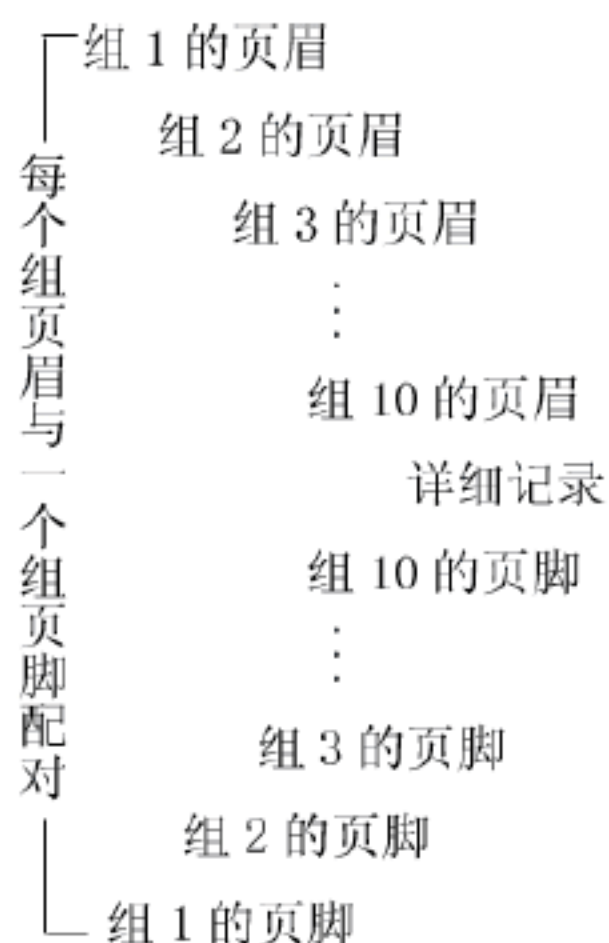 组 1 的页眉
组 2 的页眉
组 3 的页眉
⋮
组 10 的页眉
详细记录
组 10 的页脚
⋮
组 3 的页脚
组 2 的页脚
组 1 的页脚
每个组页眉与一个组页脚配对